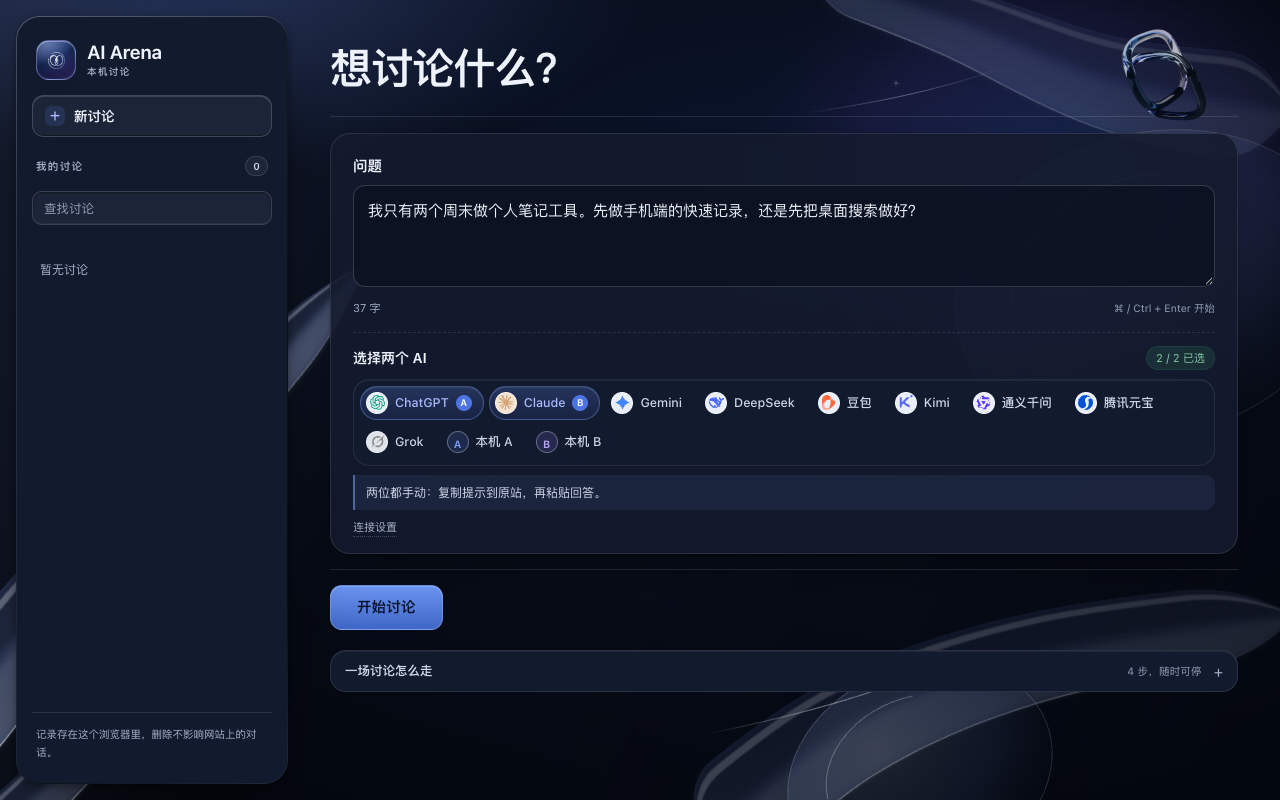 AI Arena
本机讨论
+ 新讨论
我的讨论 0
查找讨论
暂无讨论
记录存在这个浏览器里，删除不影响网站上的对
话。
想讨论什么？
问题
我只有两个周末做个人笔记工具。先做手机端的快速记录，还是先把桌面搜索做好？
37 字 ⌘ / Ctrl + Enter 开始
选择两个 AI 2 / 2 已选
ChatGPT A Claude B Gemini DeepSeek 豆包 Kimi 通义千问 腾讯元宝
Grok A 本机 A B 本机 B
两位都手动：复制提示到原站，再粘贴回答。
连接设置
开始讨论
一场讨论怎么走 4 步，随时可停 +